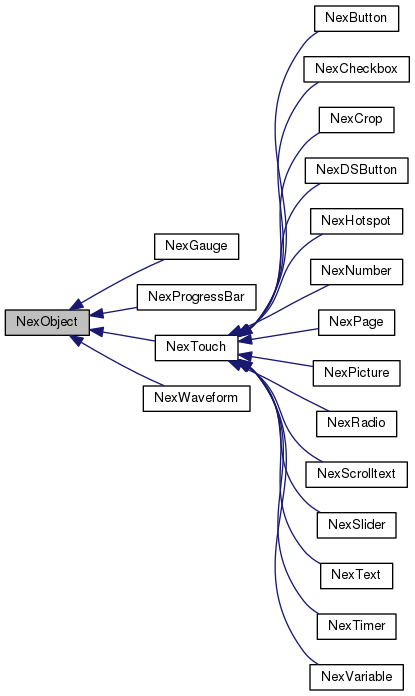 NexButton
NexCheckbox
NexCrop
NexDSButton
NexHotspot
NexGauge
NexNumber
NexProgressBar
NexObject
NexPage
NexTouch
NexPicture
NexWaveform
NexRadio
NexScrolltext
NexSlider
NexText
NexTimer
NexVariable